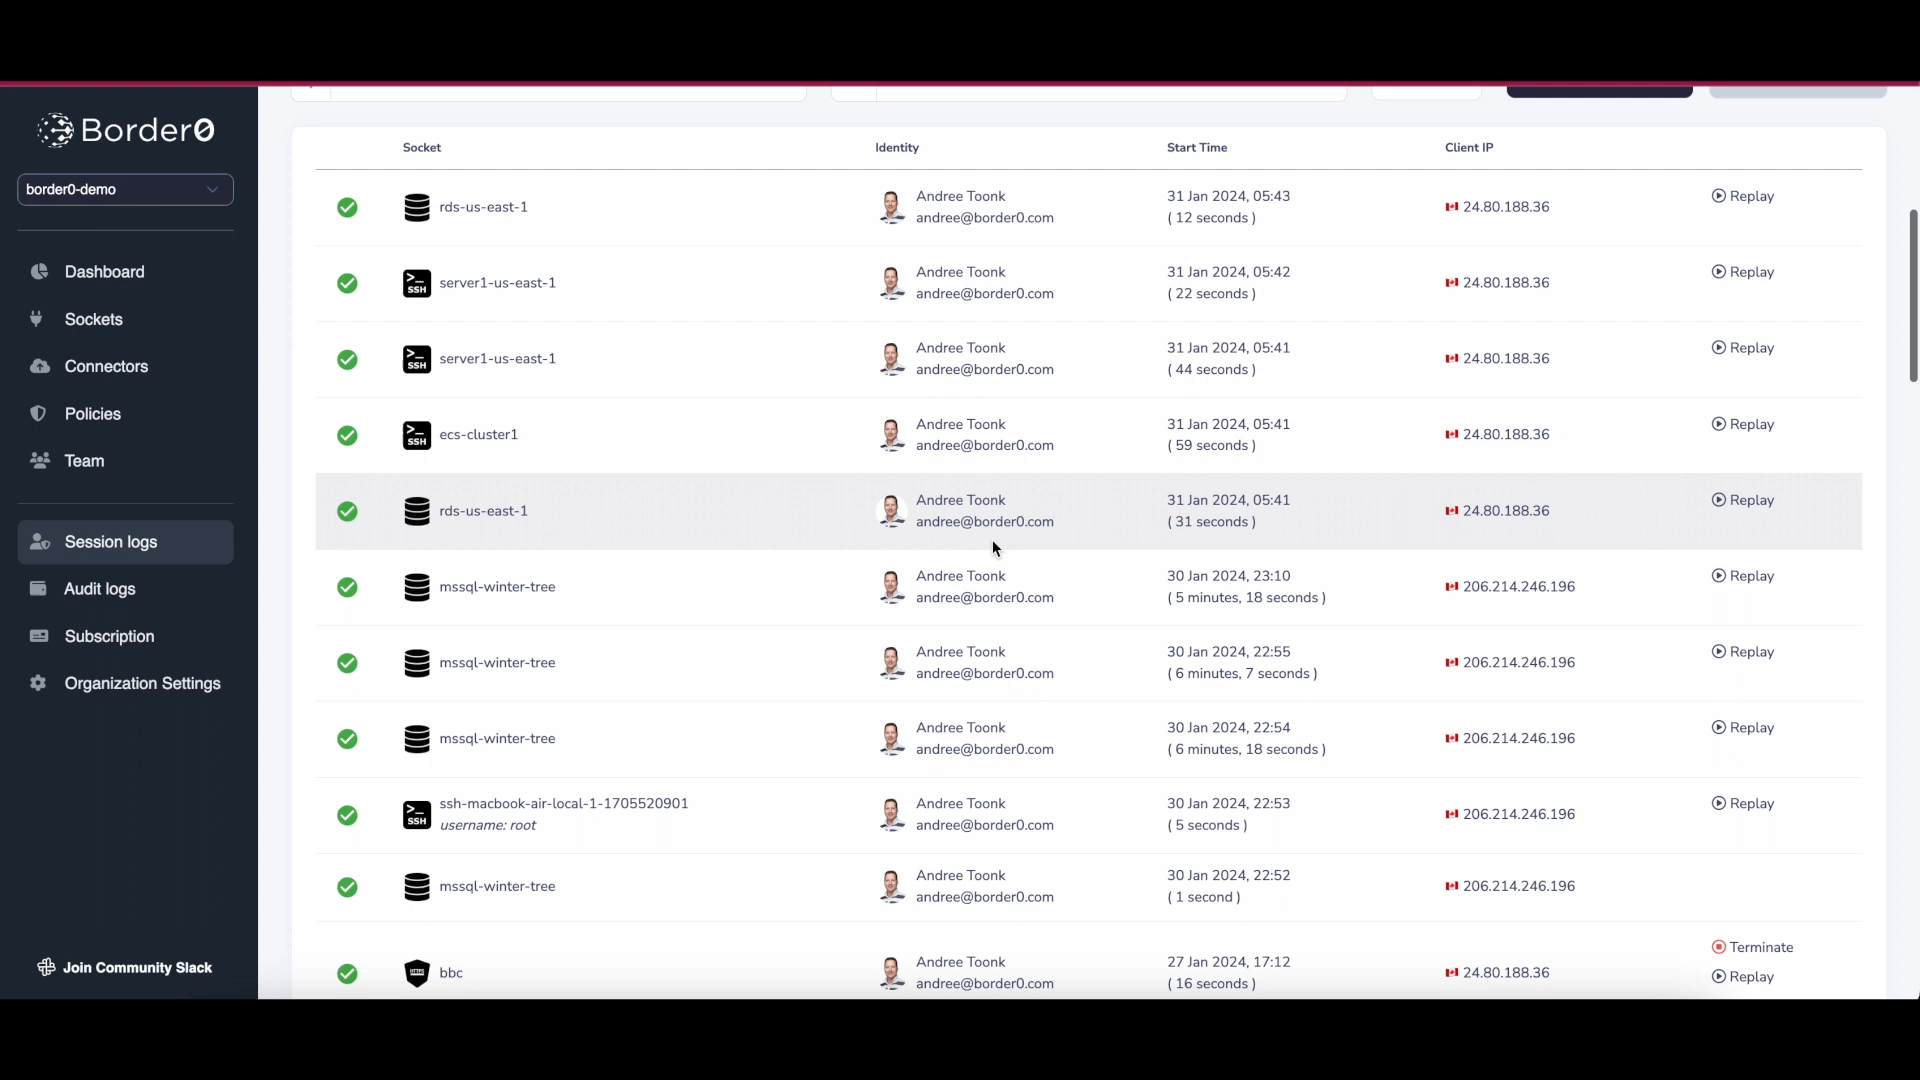 Border0
border0-demo
Dashboard
Sockets
Connectors
Policies
Team
Session logs
Audit logs
Subscription
Organization Settings
Join Community Slack
Socket Identity Start Time Client IP
rds-us-east-1 Andree Toonk 31 Jan 2024, 05:43 24.80.188.36 Replay
andree@border0.com ( 12 seconds )
server1-us-east-1 Andree Toonk 31 Jan 2024, 05:42 24.80.188.36 Replay
andree@border0.com ( 22 seconds )
server1-us-east-1 Andree Toonk 31 Jan 2024, 05:41 24.80.188.36 Replay
andree@border0.com ( 44 seconds )
ecs-cluster1 Andree Toonk 31 Jan 2024, 05:41 24.80.188.36 Replay
andree@border0.com ( 59 seconds )
rds-us-east-1 Andree Toonk 31 Jan 2024, 05:41 24.80.188.36 Replay
andree@border0.com ( 31 seconds )
mssql-winter-tree Andree Toonk 30 Jan 2024, 23:10 206.214.246.196 Replay
andree@border0.com ( 5 minutes, 18 seconds )
mssql-winter-tree Andree Toonk 30 Jan 2024, 22:55 206.214.246.196 Replay
andree@border0.com ( 6 minutes, 7 seconds )
mssql-winter-tree Andree Toonk 30 Jan 2024, 22:54 206.214.246.196 Replay
andree@border0.com ( 6 minutes, 18 seconds )
ssh-macbook-air-local-1-1705520901 Andree Toonk 30 Jan 2024, 22:53 206.214.246.196 Replay
username: root andree@border0.com ( 5 seconds )
mssql-winter-tree Andree Toonk 30 Jan 2024, 22:52 206.214.246.196
andree@border0.com ( 1 second )
bbc Andree Toonk 27 Jan 2024, 17:12 24.80.188.36 Terminate
andree@border0.com ( 16 seconds ) Replay
SSH
SSH
SSH
SSH
HTTPS